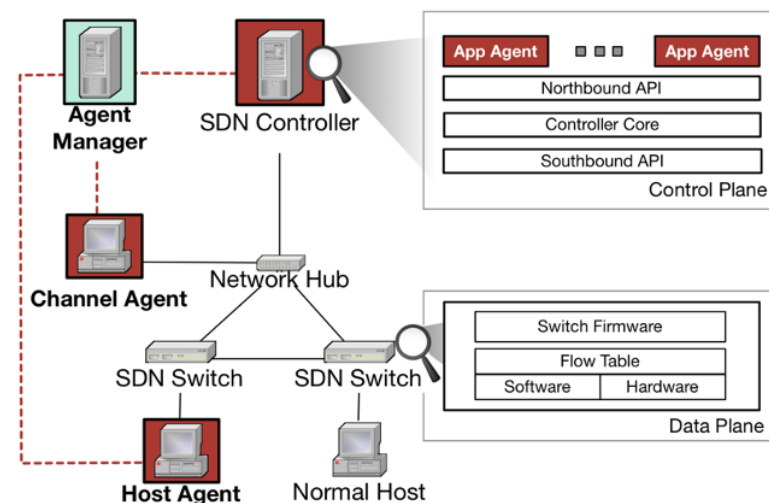 App Agent
App Agent
Northbound API
Controller Core
Southbound API
Control Plane
Agent
Manager
SDN Controller
Channel Agent
Network Hub
SDN Switch
SDN Switch
Host Agent
Normal Host
Switch Firmware
Flow Table
Software
Hardware
Data Plane